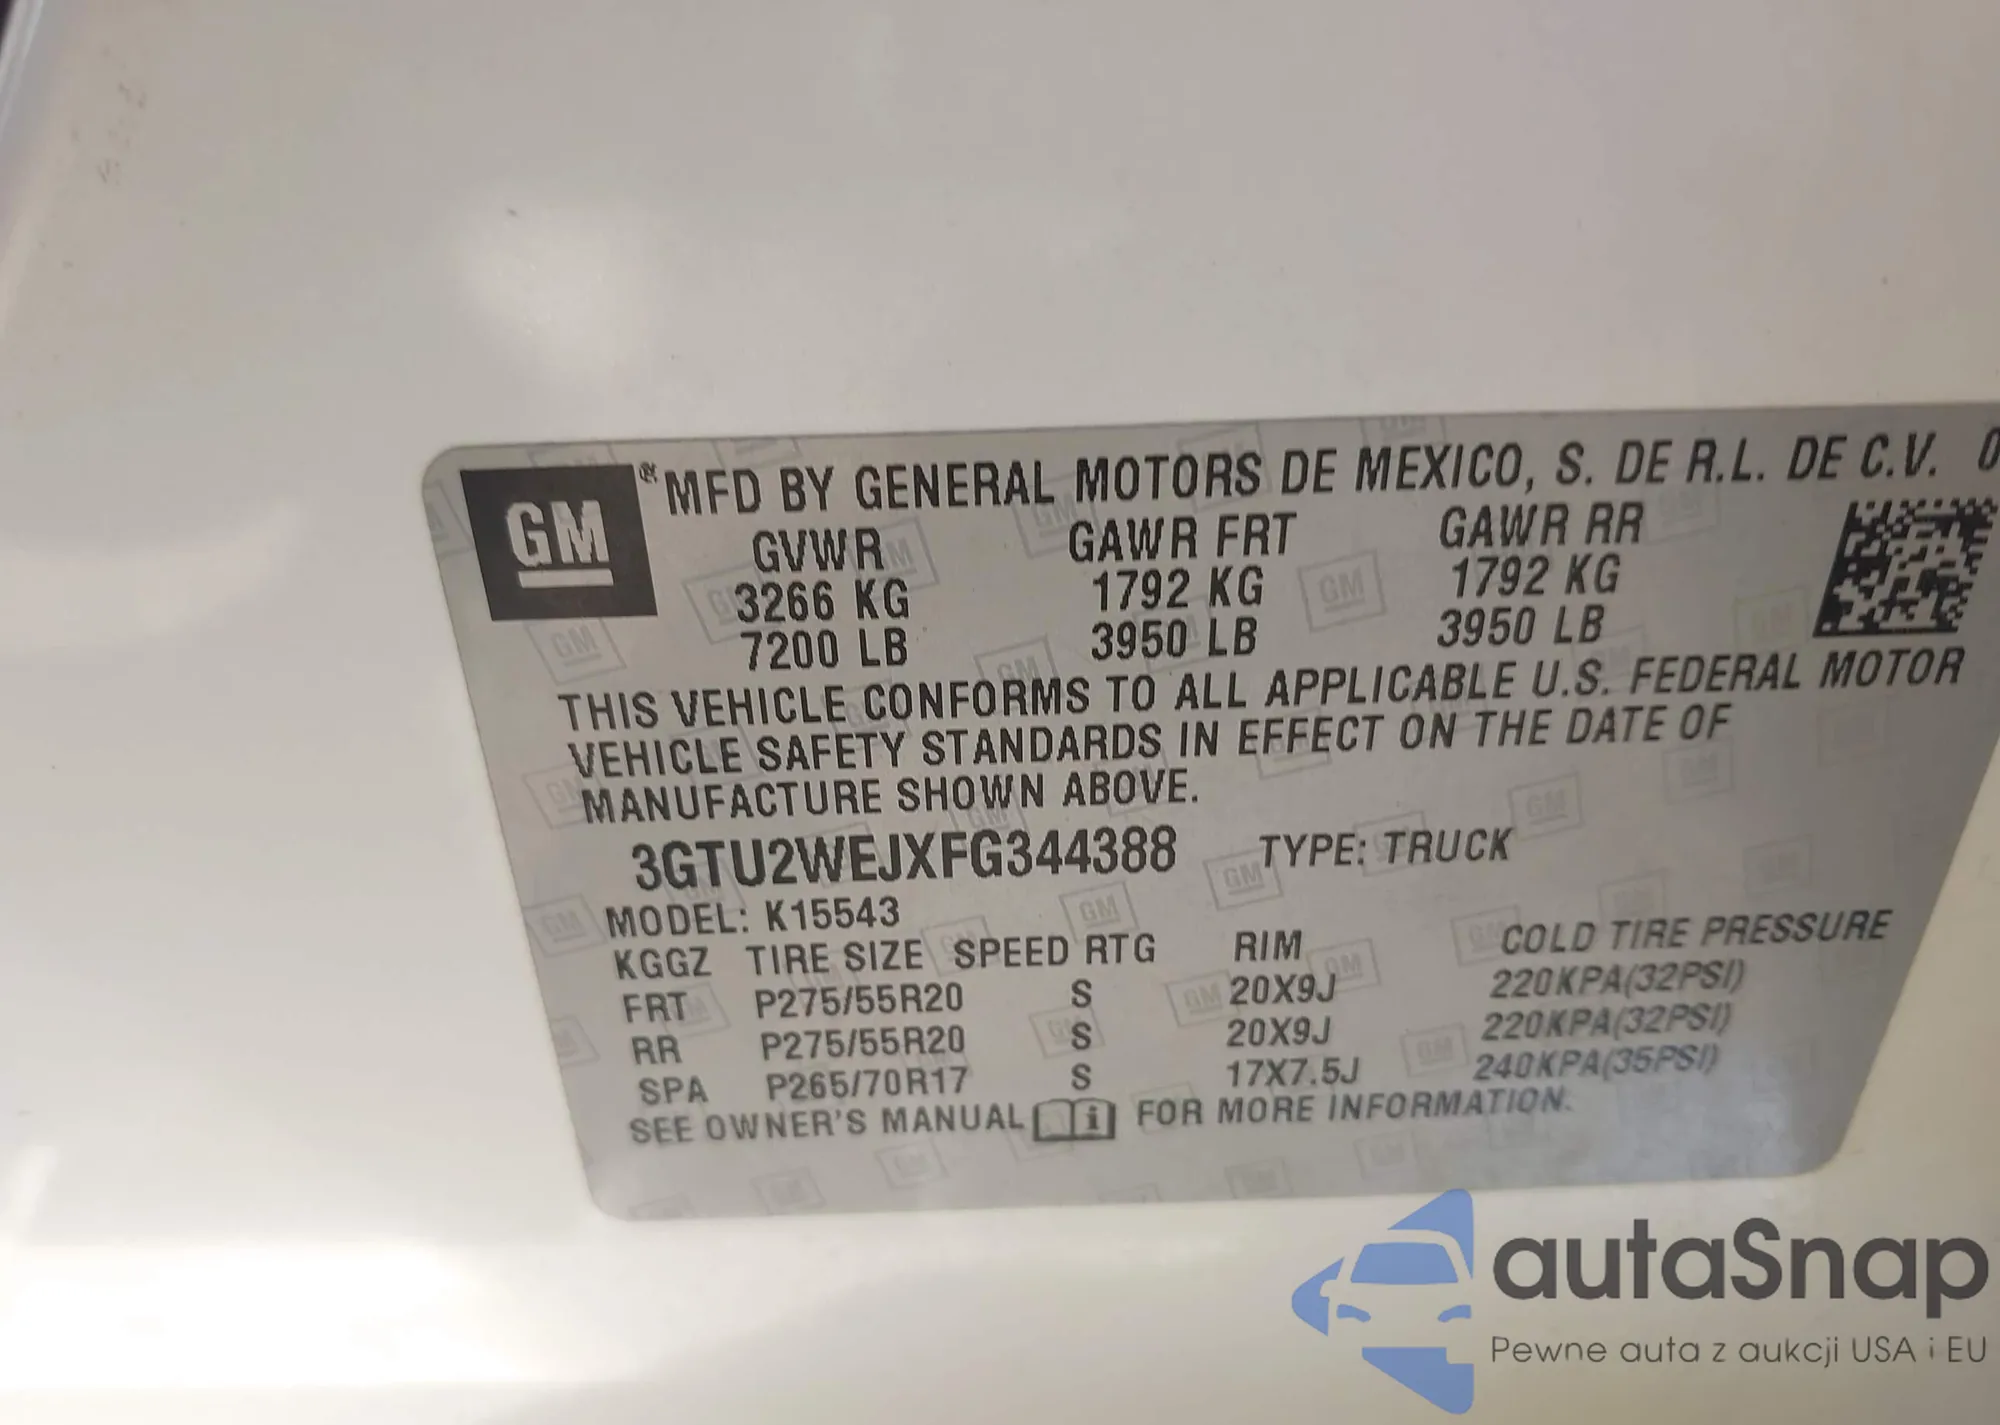 GM
® MFD BY GENERAL MOTORS DE MEXICO, S. DE R.L. DE C.V. 0
GVWR GAWR FRT GAWR RR
3266 KG 1792 KG 1792 KG
7200 LB 3950 LB 3950 LB
THIS VEHICLE CONFORMS TO ALL APPLICABLE U.S. FEDERAL MOTOR
VEHICLE SAFETY STANDARDS IN EFFECT ON THE DATE OF
MANUFACTURE SHOWN ABOVE.
3GTU2WEJXFG344388 TYPE: TRUCK
MODEL: K15543
KGGZ TIRE SIZE SPEED RTG RIM COLD TIRE PRESSURE
FRT P275/55R20 S 20X9J 220KPA(32PSI)
RR P275/55R20 S 20X9J 220KPA(32PSI)
SPA P265/70R17 S 17X7.5J 240KPA(35PSI)
SEE OWNER'S MANUAL i FOR MORE INFORMATION.
autaSnap
Pewne auta z aukcji USA i EU